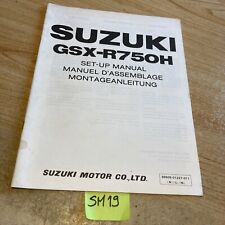 SUZUKI
GSX-R750H
SET-UP MANUAL
MANUEL D'ASSEMBLAGE
MONTAGEANLEITUNG
SUZUKI MOTOR CO., LTD.
SM19